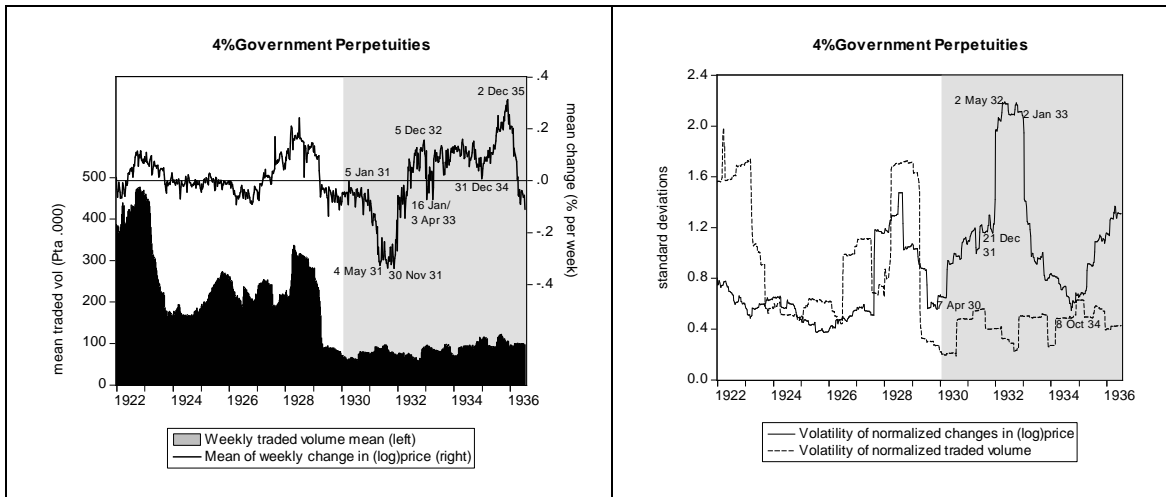 4%Government Perpetuities
.4
.2
.0
-.2
-.4
mean change (% per week)
500
400
300
200
100
0
mean traded vol (Pta .000)
2 Dec 35
5 Dec 32
5 Jan 31
31 Dec 34
16 Jan/
3 Apr 33
4 May 31
30 Nov 31
1922 1924 1926 1928 1930 1932 1934 1936
Weekly traded volume mean (left)
Mean of weekly change in (log)price (right)
4%Government Perpetuities
2.4
2.0
1.6
1.2
0.8
0.4
0.0
standard deviations
2 May 32
2 Jan 33
21 Dec
31
7 Apr 30
8 Oct 34
1922 1924 1926 1928 1930 1932 1934 1936
Volatility of normalized changes in (log)price
Volatility of normalized traded volume